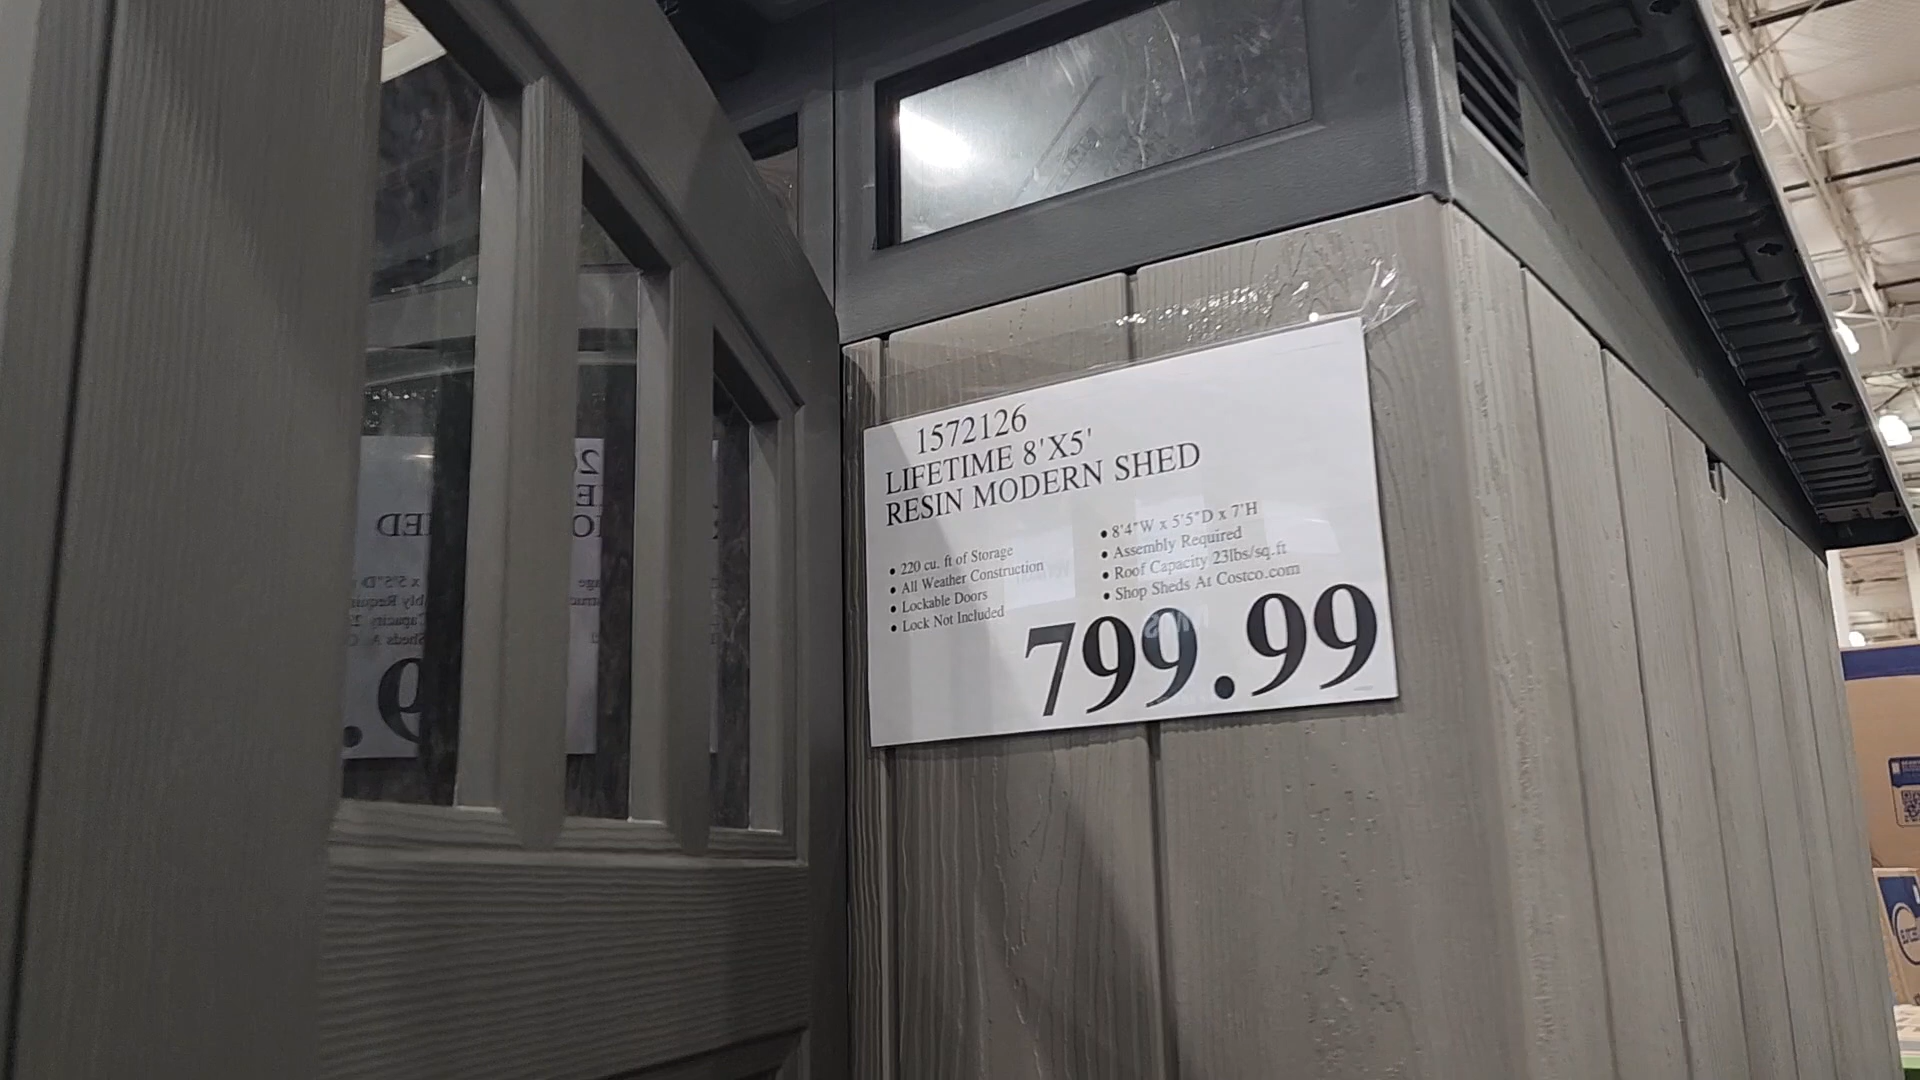 1572126
LIFETIME 8'X5'
RESIN MODERN SHED
• 220 cu. ft of Storage
• All Weather Construction
• Lockable Doors
• Lock Not Included
• 8'4"W x 5'5"D x 7'H
• Assembly Required
• Roof Capacity 23lbs/sq.ft
• Shop Sheds At Costco.com
799.99